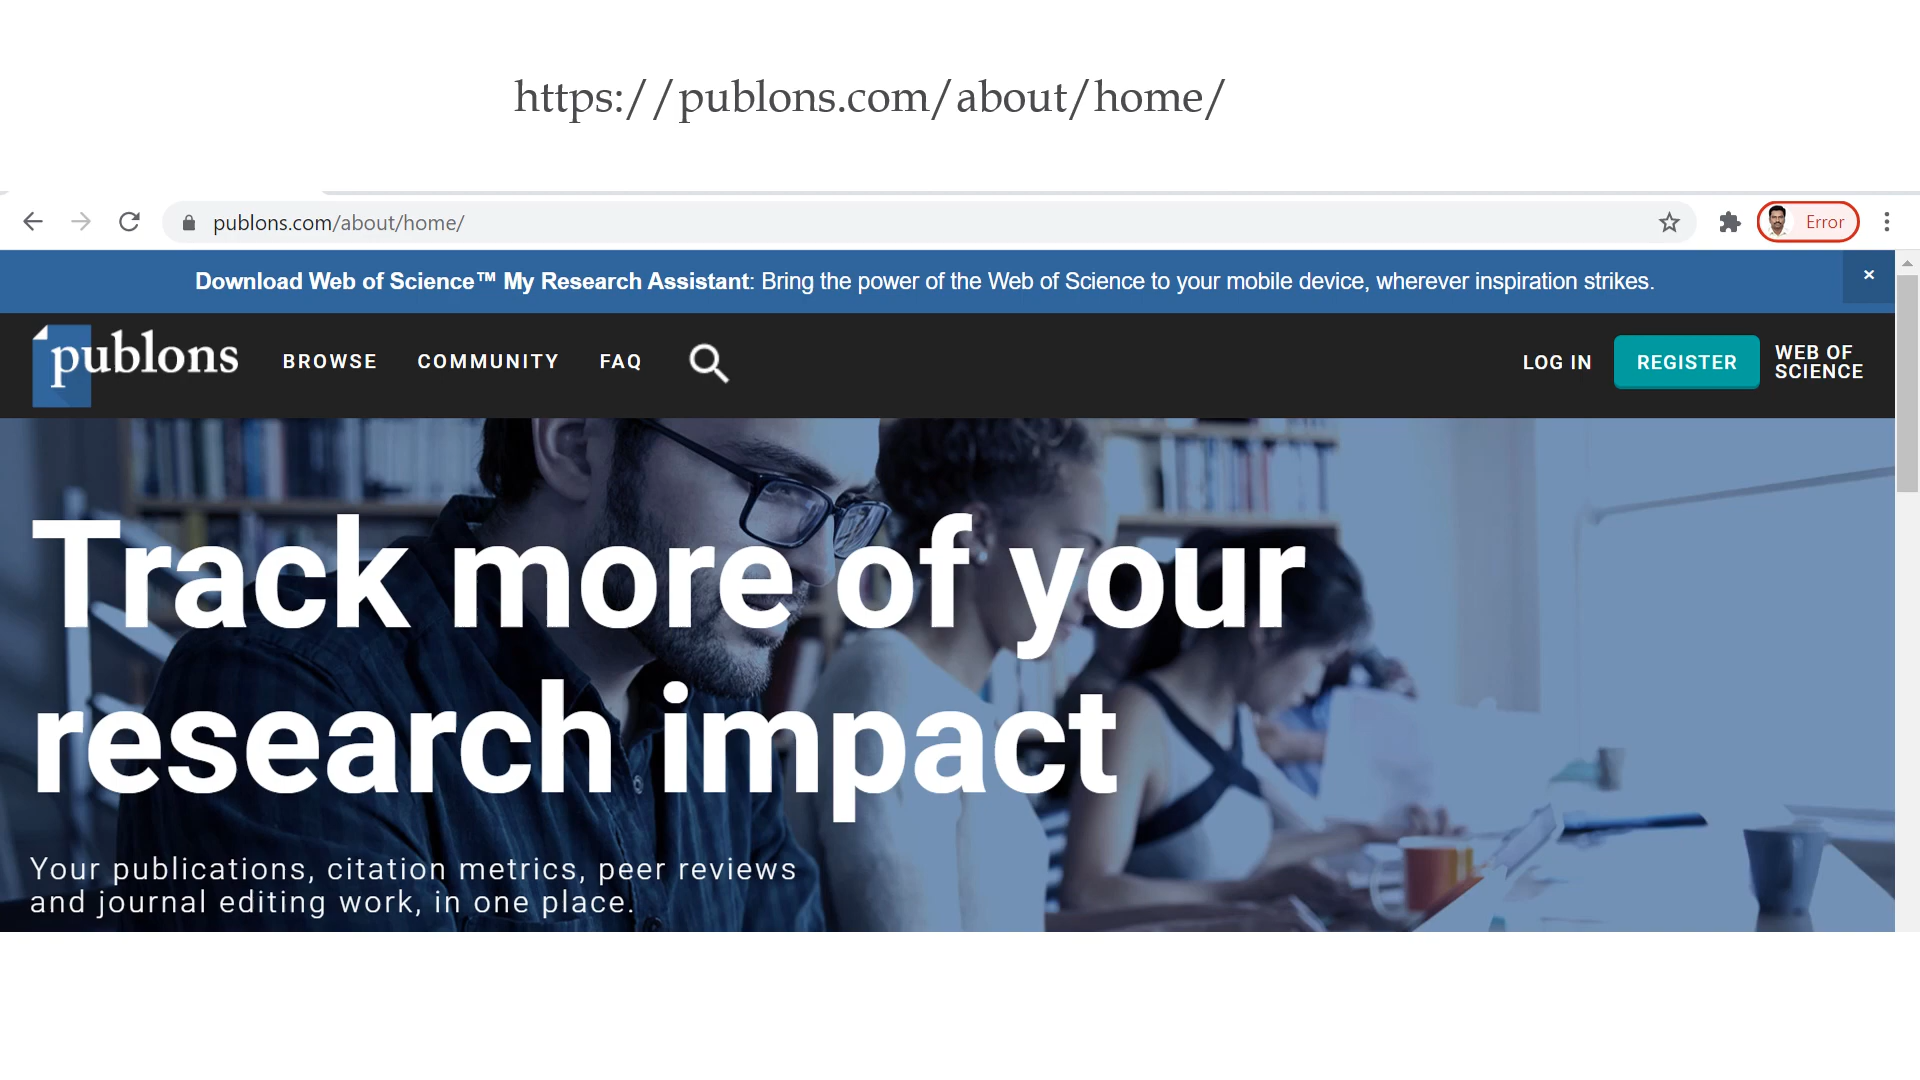 https://publons.com/about/home/
publons.com/about/home/
Error
Download Web of Science™ My Research Assistant: Bring the power of the Web of Science to your mobile device, wherever inspiration strikes.
×
publons
BROWSE
COMMUNITY
FAQ
LOG IN
REGISTER
WEB OF
SCIENCE
Track more of your
research impact
Your publications, citation metrics, peer reviews
and journal editing work, in one place.